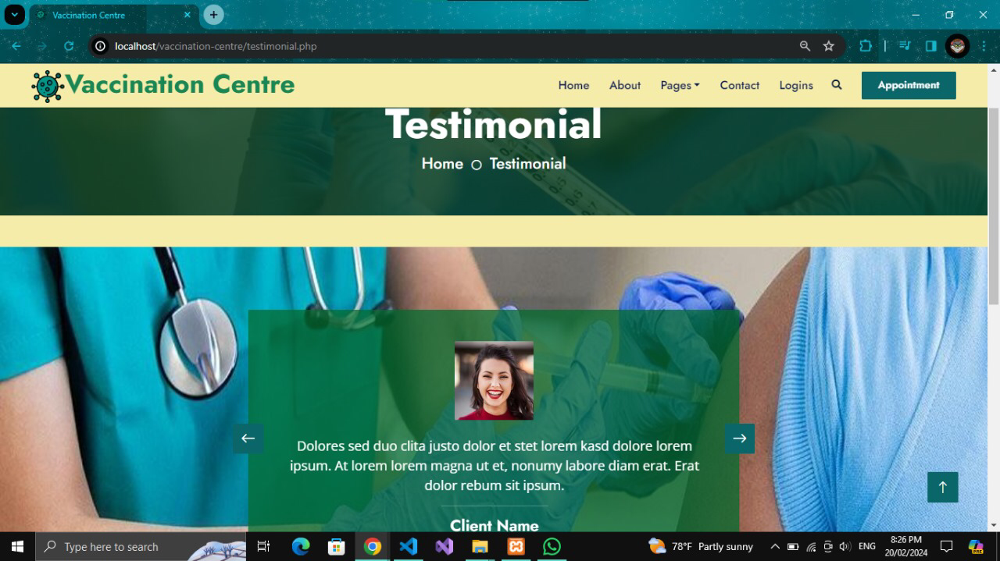 Vaccination Centre
localhost/vaccination-centre/testimonial.php
Vaccination Centre
Home About Pages Contact Logins Appointment
Testimonial
Home Testimonial
Dolores sed duo clita justo dolor et stet lorem kasd dolore lorem
ipsum. At lorem lorem magna ut et, nonumy labore diam erat. Erat
dolor rebum sit ipsum.
Client Name
Type here to search
78°F Partly sunny
ENG
8:26 PM
20/02/2024
PRE